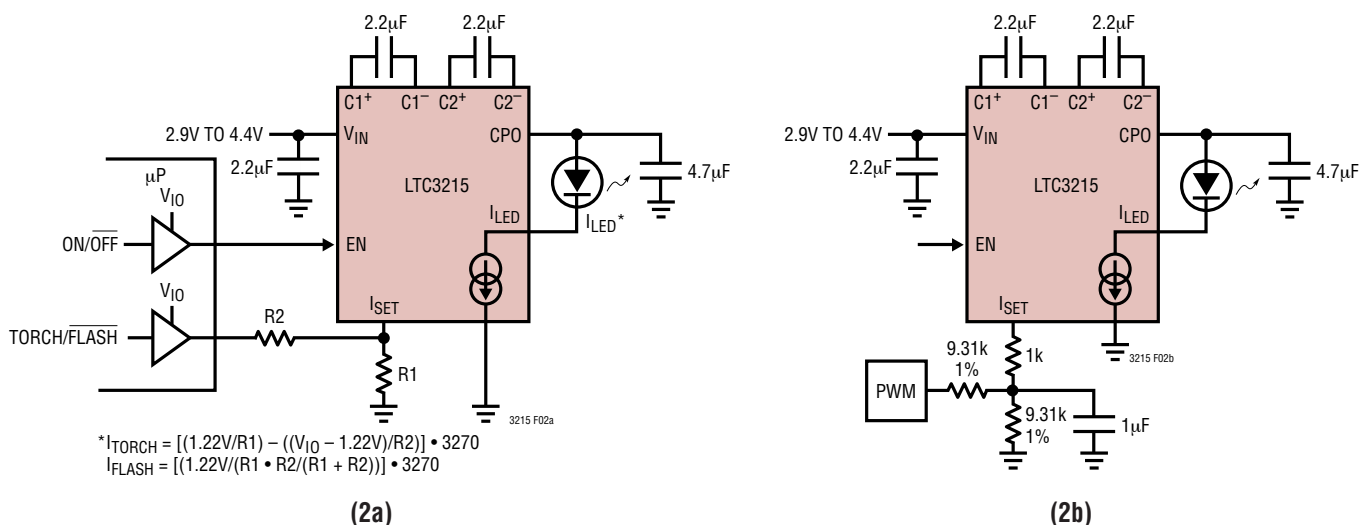 2.2µF 2.2µF
C1+ C1– C2+ C2–
2.9V TO 4.4V
VIN
CPO
2.2µF
4.7µF
LTC3215
µP
VIO
ILED
ILED*
ON/OFF
EN
VIO
ISET
TORCH/FLASH
R2
R1
3215 F02a
*ITORCH = [(1.22V/R1) – ((VIO – 1.22V)/R2)] • 3270
IFLASH = [(1.22V/(R1 • R2/(R1 + R2))] • 3270
(2a)
2.2µF 2.2µF
C1+ C1– C2+ C2–
2.9V TO 4.4V
VIN
CPO
2.2µF
4.7µF
LTC3215
ILED
EN
ISET
3215 F02b
9.31k
1%
1k
PWM
9.31k
1%
1µF
(2b)